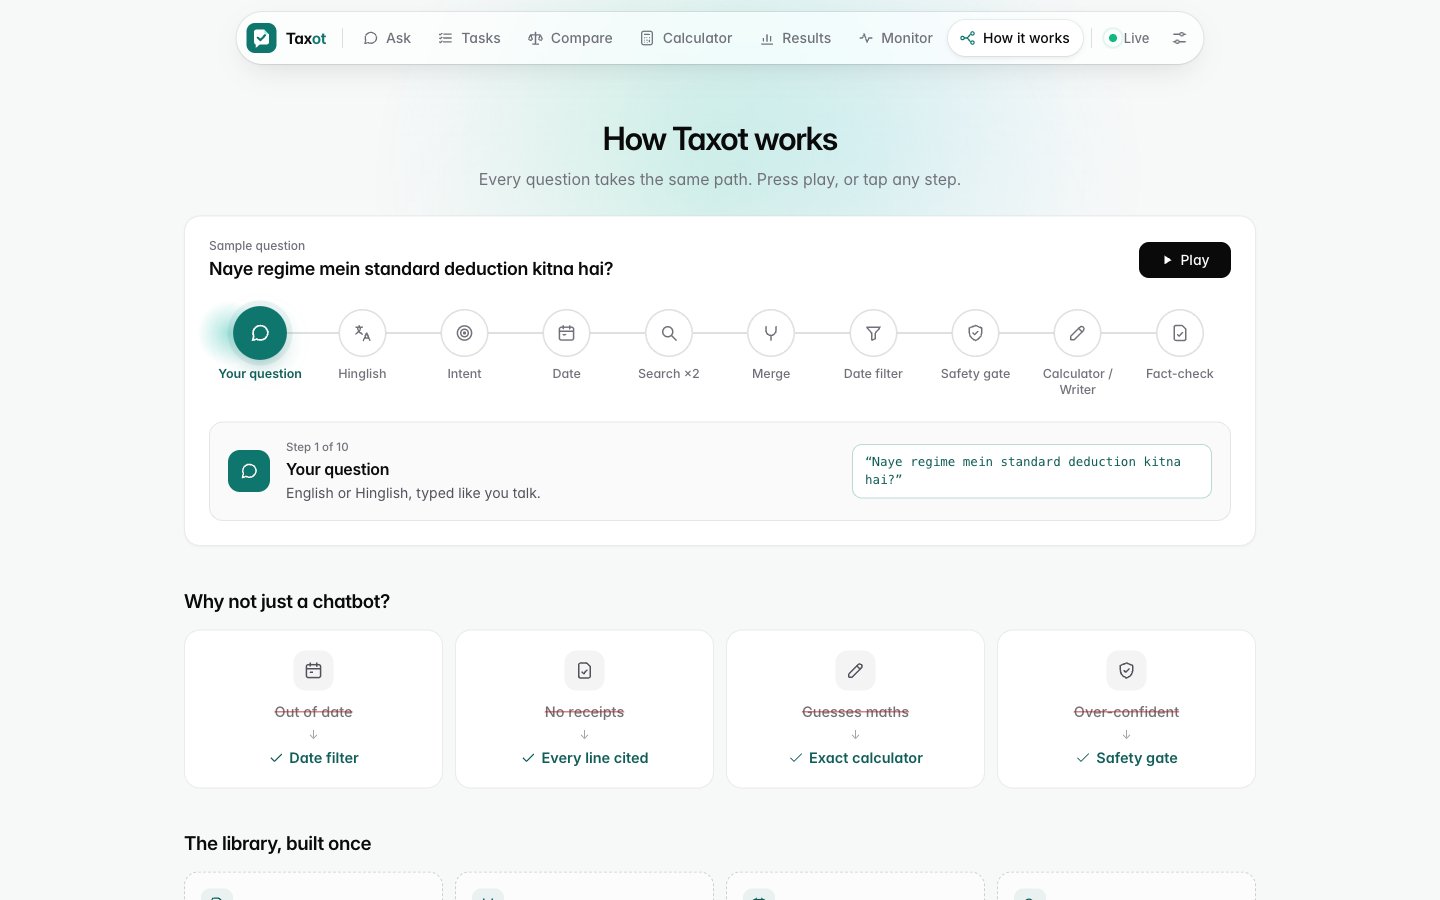 Taxot
Ask
Tasks
Compare
Calculator
Results
Monitor
How it works
Live
How Taxot works
Every question takes the same path. Press play, or tap any step.
Sample question
Naye regime mein standard deduction kitna hai?
Play
Your question
Hinglish
Intent
Date
Search ×2
Merge
Date filter
Safety gate
Calculator /
Writer
Fact-check
Step 1 of 10
Your question
English or Hinglish, typed like you talk.
“Naye regime mein standard deduction kitna
hai?”
Why not just a chatbot?
Out of date
Date filter
No receipts
Every line cited
Guesses maths
Exact calculator
Over-confident
Safety gate
The library, built once